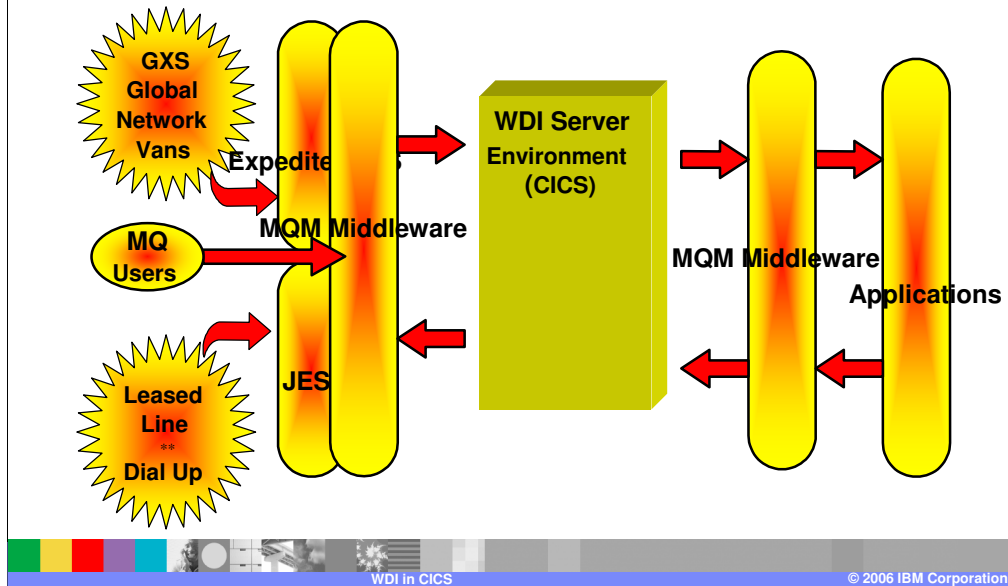 GXS
Global
Network
Vans
Expedite
MQM Middleware
MQ
Users
JES
Leased
Line
**
Dial Up
WDI Server
Environment
(CICS)
MQM Middleware
Applications
WDI in CICS
© 2006 IBM Corporation